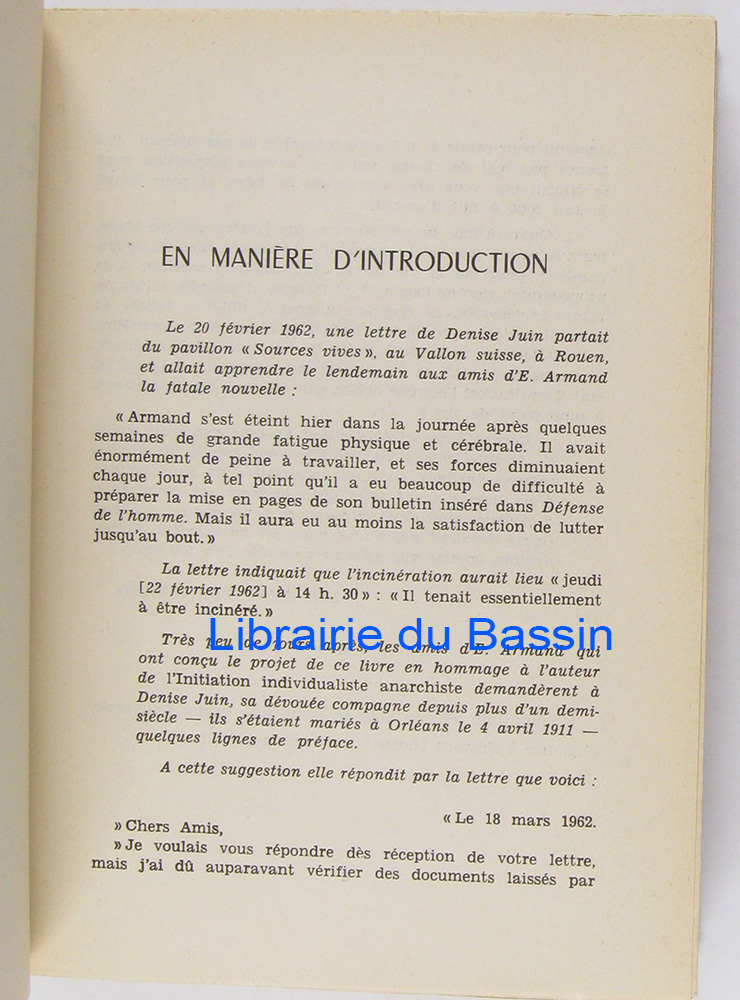 EN MANIÈRE D'INTRODUCTION
Le 20 février 1962, une lettre de Denise Juin partait
du pavillon « Sources vives », au Vallon suisse, à Rouen,
et allait apprendre le lendemain aux amis d'E. Armand
la fatale nouvelle :
« Armand s'est éteint hier dans la journée après quelques
semaines de grande fatigue physique et cérébrale. Il avait
énormément de peine à travailler, et ses forces diminuaient
chaque jour, à tel point qu'il a eu beaucoup de difficulté à
préparer la mise en pages de son bulletin inséré dans Défense
de l'homme. Mais il aura eu au moins la satisfaction de lutter
jusqu'au bout. »
La lettre indiquait que l'incinération aurait lieu « jeudi
[22 février 1962] à 14 h. 30 » : « Il tenait essentiellement
à être incinéré. »
Librairie du Bassin
Très peu de jours après, les amis d'E. Armand qui
ont conçu le projet de ce livre en hommage à l'auteur
de l'Initiation individualiste anarchiste demandèrent à
Denise Juin, sa dévouée compagne depuis plus d'un demi-
siècle — ils s'étaient mariés à Orléans le 4 avril 1911 —
quelques lignes de préface.
A cette suggestion elle répondit par la lettre que voici :
« Le 18 mars 1962.
» Chers Amis,
» Je voulais vous répondre dès réception de votre lettre,
mais j'ai dû auparavant vérifier des documents laissés par